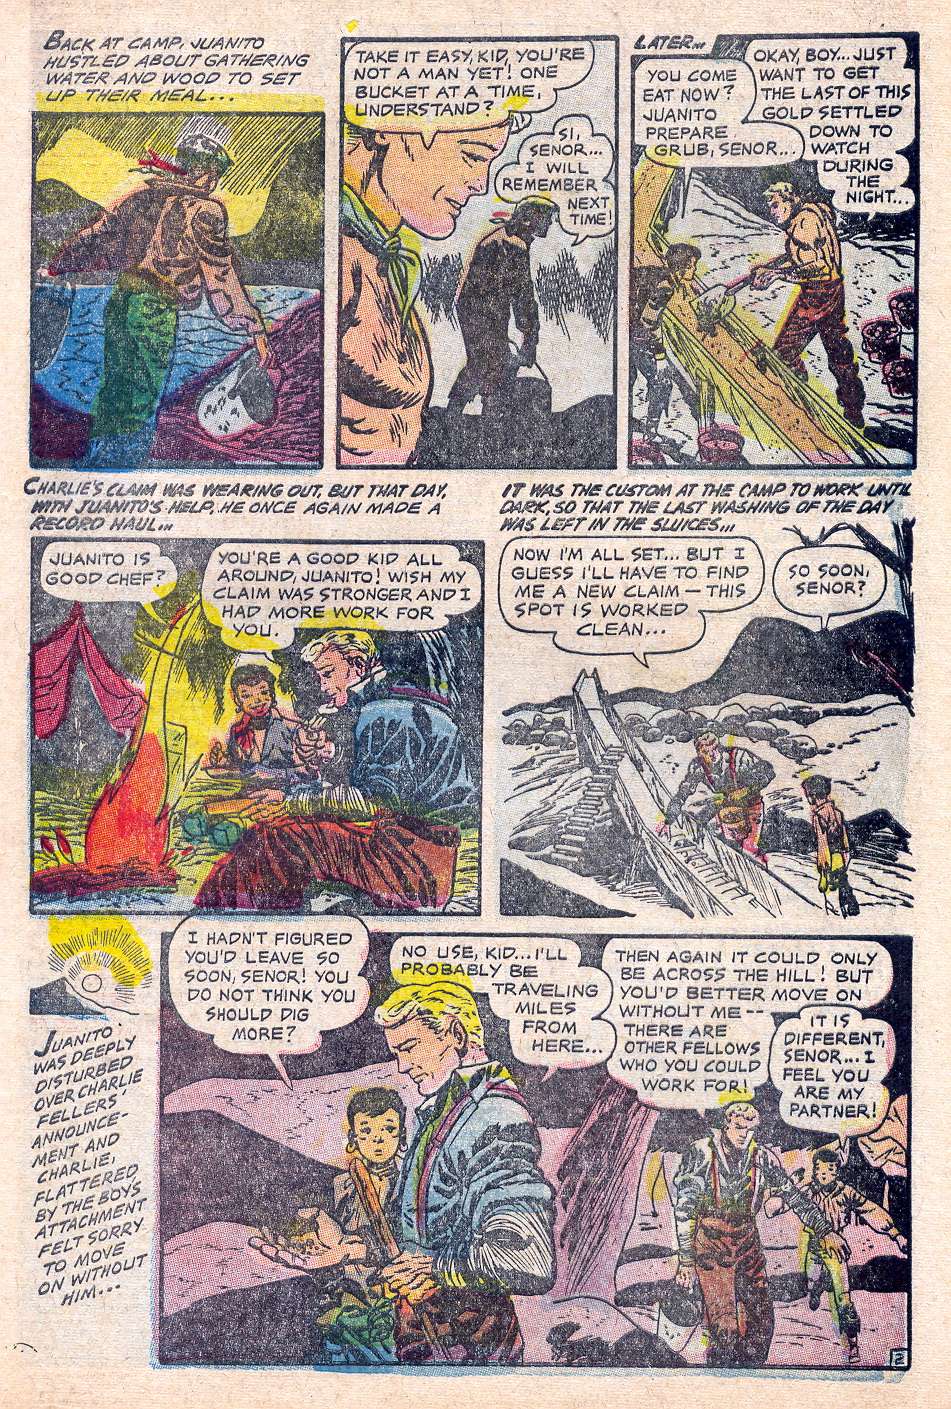 BACK AT CAMP, JUANITO
HUSTLED ABOUT GATHERING
WATER AND WOOD TO SET
UP THEIR MEAL...
TAKE IT EASY, KID, YOU'RE
NOT A MAN YET! ONE
BUCKET AT A TIME,
UNDERSTAND?
SI,
SENOR...
I WILL
REMEMBER
NEXT
TIME!
LATER...
YOU COME
EAT NOW?
JUANITO
PREPARE
GRUB, SENOR...
OKAY, BOY... JUST
WANT TO GET
THE LAST OF THIS
GOLD SETTLED
DOWN TO
WATCH
DURING
THE
NIGHT...
CHARLIE'S CLAIM WAS WEARING OUT, BUT THAT DAY,
WITH JUANITO'S HELP, HE ONCE AGAIN MADE A
RECORD HAUL...
JUANITO IS
GOOD CHEF?
YOU'RE A GOOD KID ALL
AROUND, JUANITO! WISH MY
CLAIM WAS STRONGER AND I
HAD MORE WORK FOR
YOU.
IT WAS THE CUSTOM AT THE CAMP TO WORK UNTIL
DARK, SO THAT THE LAST WASHING OF THE DAY
WAS LEFT IN THE SLUICES...
NOW I'M ALL SET... BUT I
GUESS I'LL HAVE TO FIND
ME A NEW CLAIM — THIS
SPOT IS WORKED
CLEAN...
SO SOON,
SENOR?
JUANITO
WAS DEEPLY
DISTURBED
OVER CHARLIE
FELLERS'
ANNOUNCE-
MENT AND
CHARLIE,
FLATTERED
BY THE BOYS
ATTACHMENT
FELT SORRY
TO MOVE
ON WITHOUT
HIM...
I HADN'T FIGURED
YOU'D LEAVE SO
SOON, SENOR! YOU
DO NOT THINK YOU
SHOULD DIG
MORE?
NO USE, KID... I'LL
PROBABLY BE
TRAVELING
MILES
FROM
HERE...
THEN AGAIN IT COULD ONLY
BE ACROSS THE HILL! BUT
YOU'D BETTER MOVE ON
WITHOUT ME --
THERE ARE
OTHER FELLOWS
WHO YOU COULD
WORK FOR!
IT IS
DIFFERENT,
SENOR... I
FEEL YOU
ARE MY
PARTNER!
2